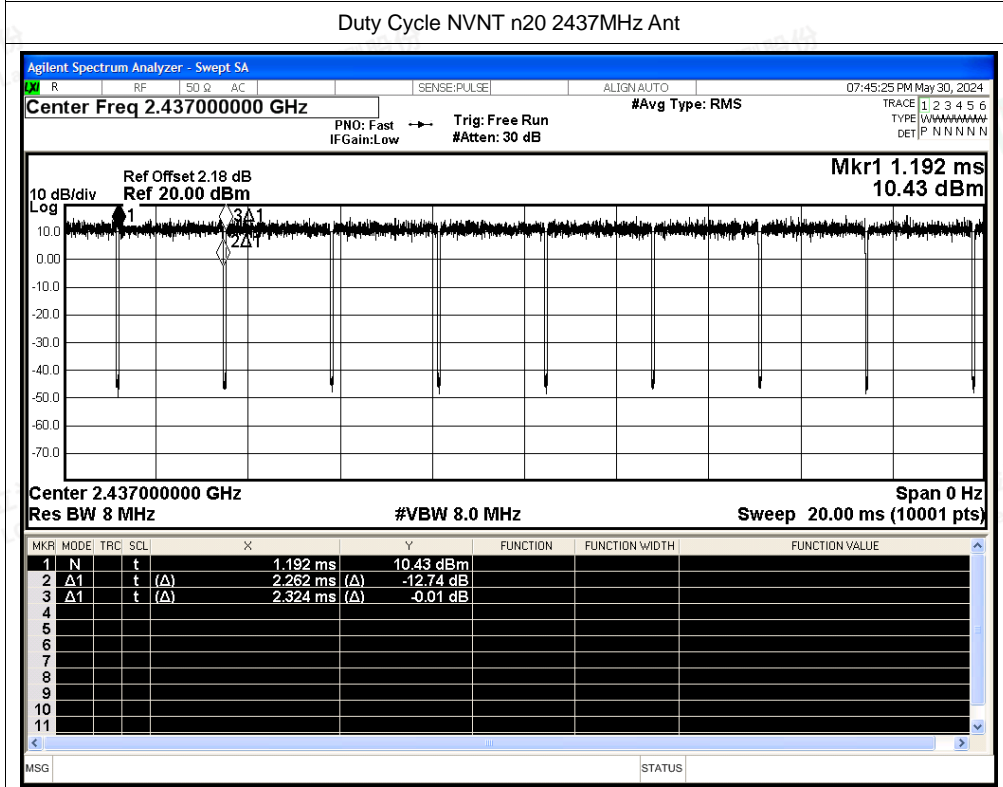 Duty Cycle NVNT n20 2437MHz Ant
Agilent Spectrum Analyzer - Swept SA
LXI R RF 50 Ω AC SENSE:PULSE ALIGN AUTO 07:45:25 PM May 30, 2024
Center Freq 2.437000000 GHz #Avg Type: RMS TRACE 1 2 3 4 5 6
PNO: Fast Trig: Free Run TYPE WWWWWW
IFGain:Low #Atten: 30 dB DET P N N N N N
Mkr1 1.192 ms
Ref Offset 2.18 dB
10 dB/div Ref 20.00 dBm 10.43 dBm
Log
1 3Δ1
10.0
2Δ1
0.00
-10.0
-20.0
-30.0
-40.0
-50.0
-60.0
-70.0
Center 2.437000000 GHz Span 0 Hz
Res BW 8 MHz #VBW 8.0 MHz Sweep 20.00 ms (10001 pts)
MKR MODE TRC SCL X Y FUNCTION FUNCTION WIDTH FUNCTION VALUE
1 N t 1.192 ms 10.43 dBm
2 Δ1 t (Δ) 2.262 ms (Δ) -12.74 dB
3 Δ1 t (Δ) 2.324 ms (Δ) -0.01 dB
4
5
6
7
8
9
10
11
MSG STATUS